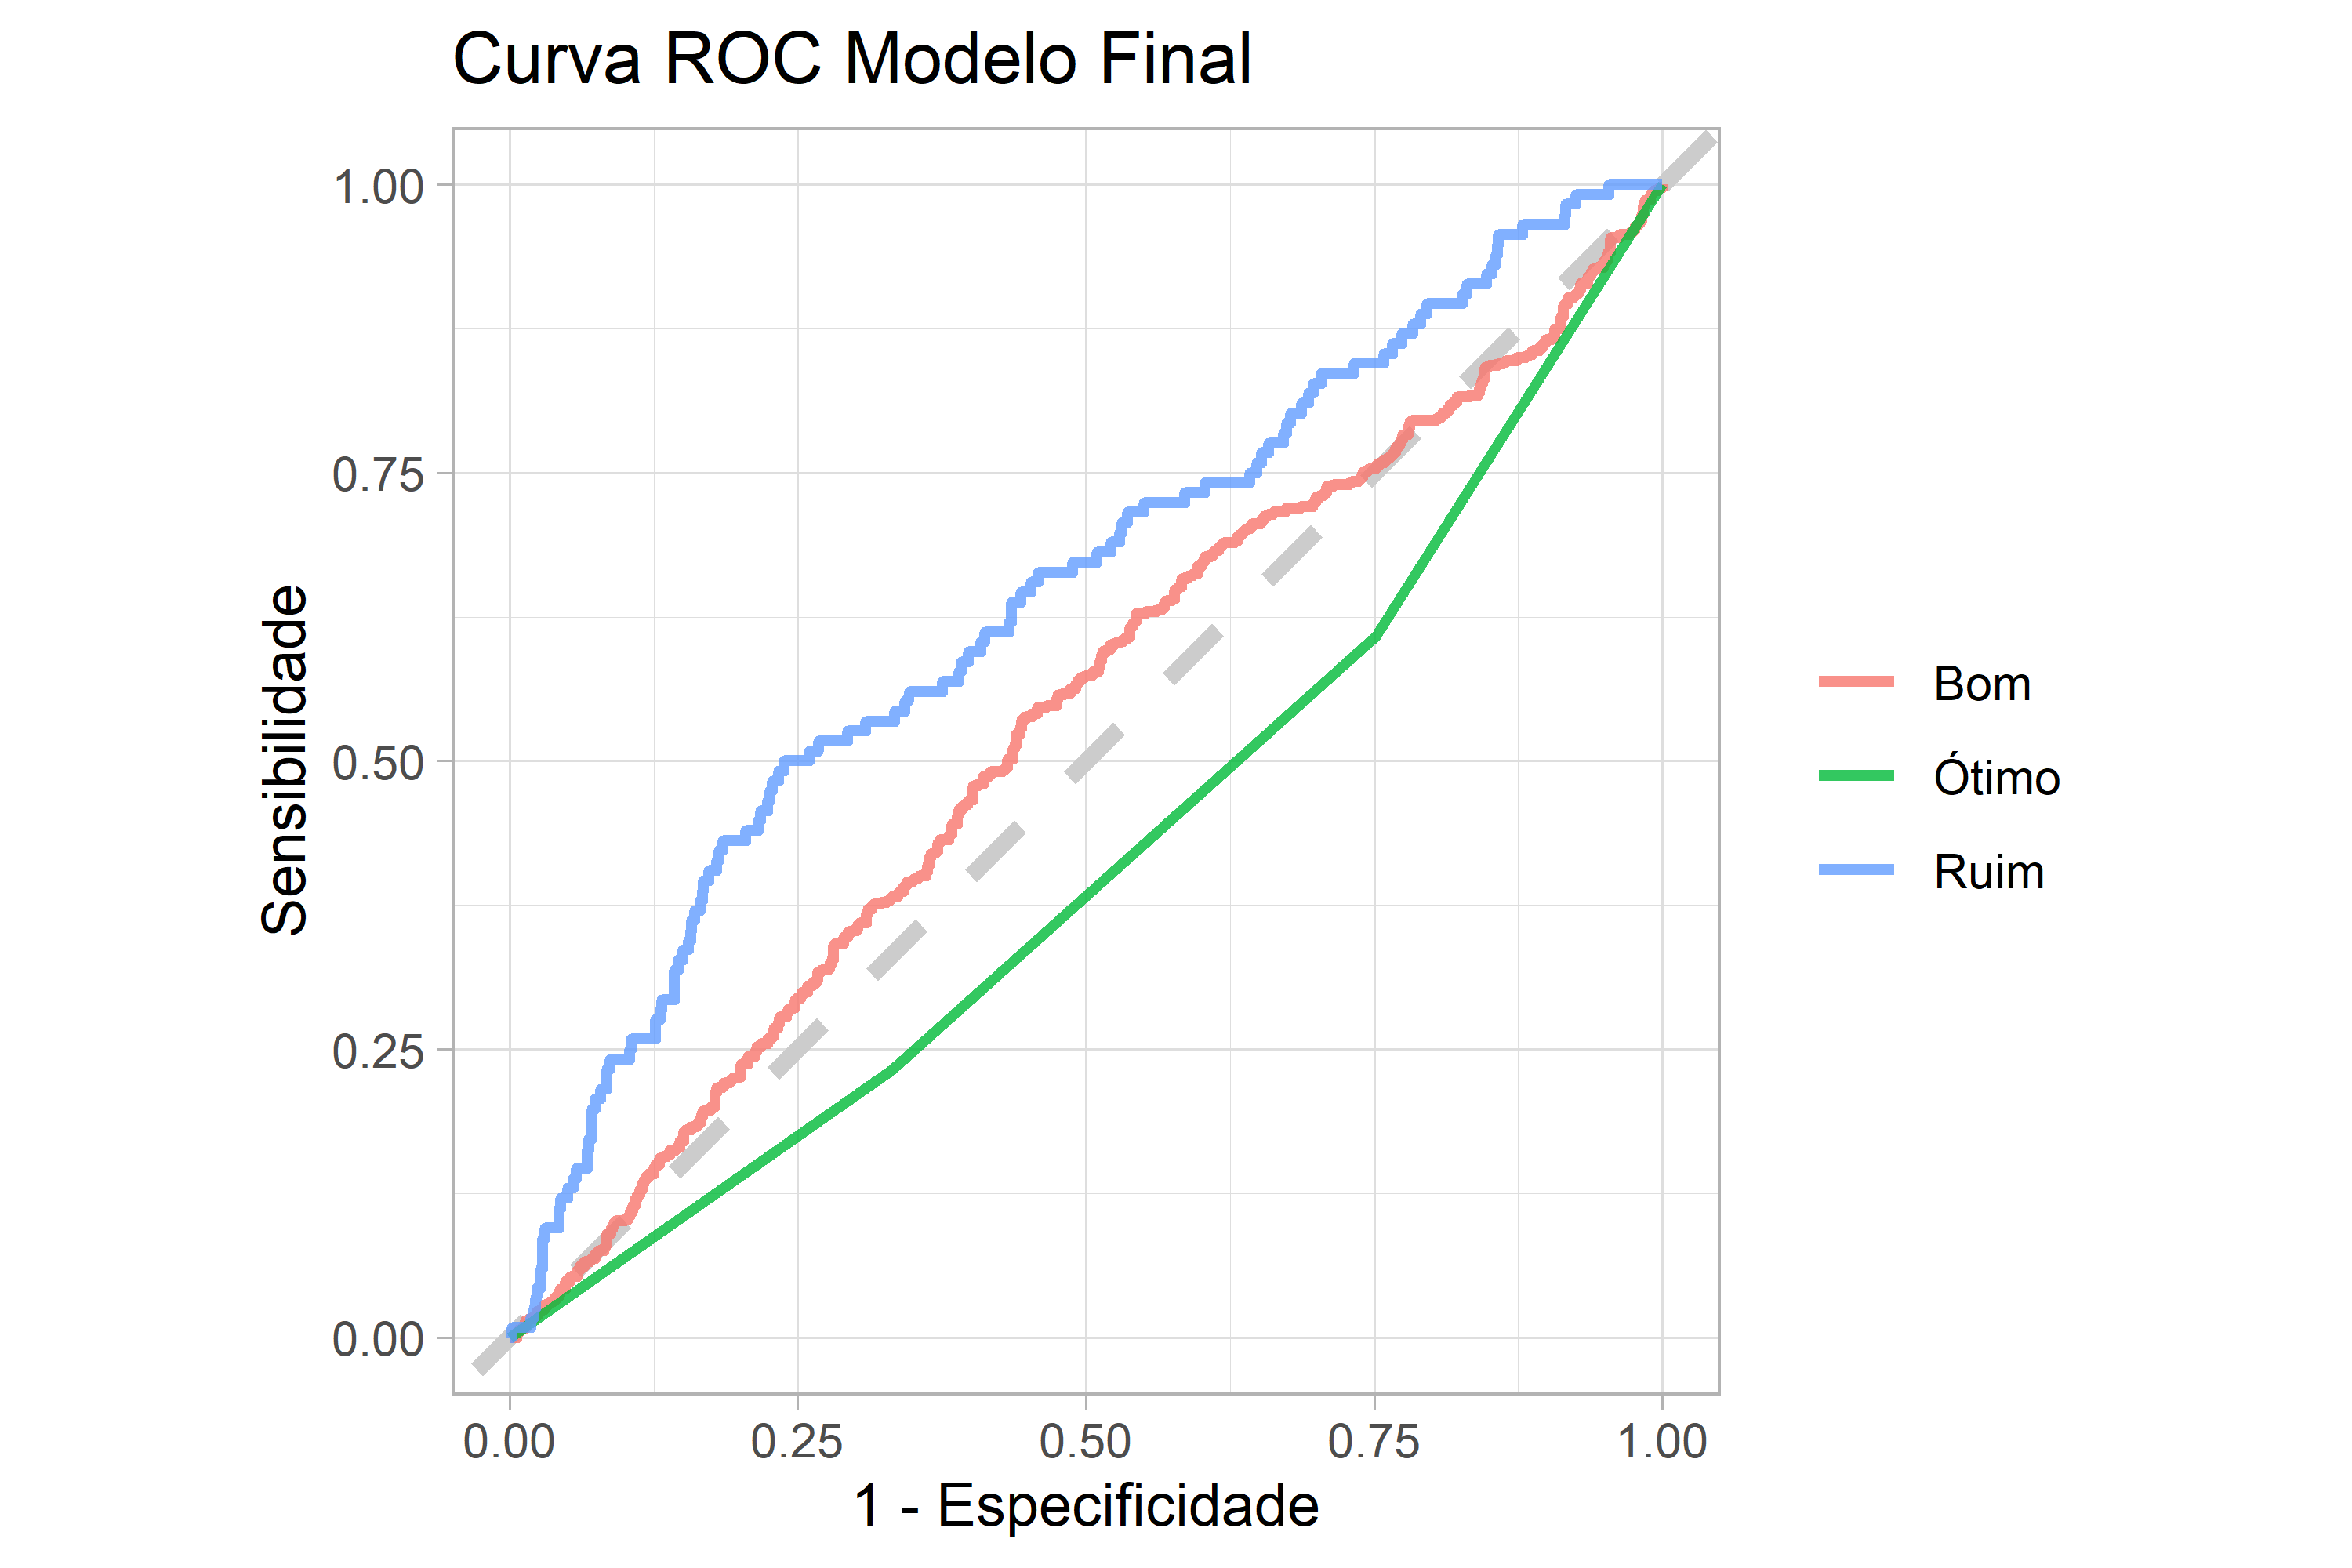 Curva ROC Modelo Final
1.00
0.75
0.50
0.25
0.00
Sensibilidade
0.00 0.25 0.50 0.75 1.00
1 - Especificidade
Bom
Ótimo
Ruim